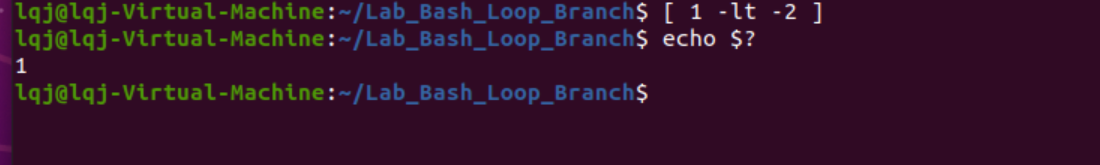 lqj@lqj-Virtual-Machine:~/Lab_Bash_Loop_Branch$ [ 1 -lt -2 ]
lqj@lqj-Virtual-Machine:~/Lab_Bash_Loop_Branch$ echo $?
1
lqj@lqj-Virtual-Machine:~/Lab_Bash_Loop_Branch$